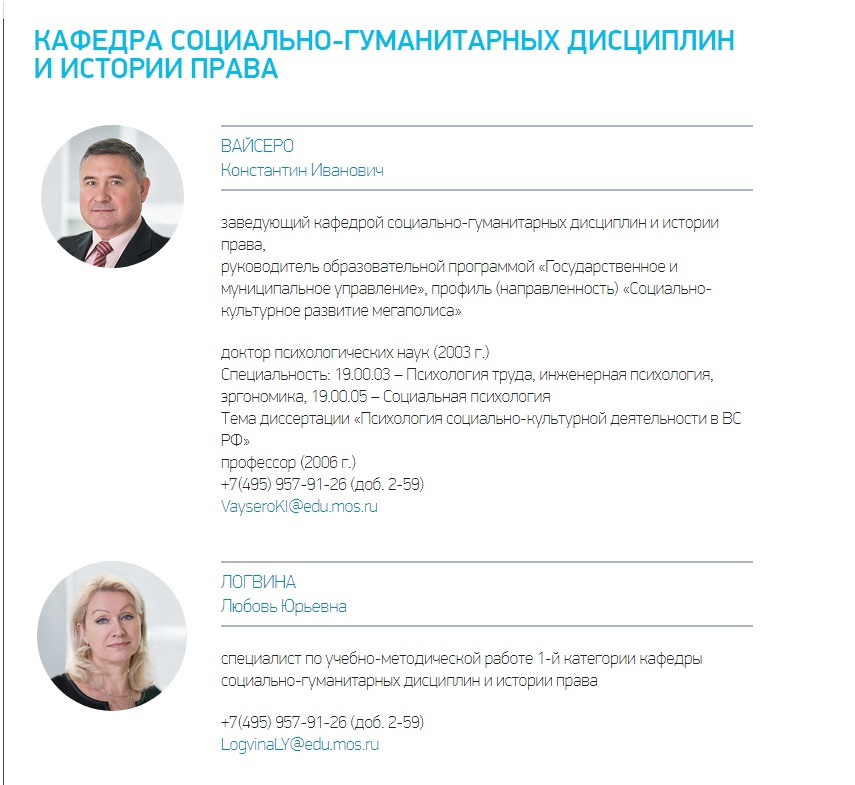 КАФЕДРА СОЦИАЛЬНО-ГУМАНИТАРНЫХ ДИСЦИПЛИН
И ИСТОРИИ ПРАВА
ВАЙСЕРО
Константин Иванович
заведующий кафедрой социально-гуманитарных дисциплин и истории
права,
руководитель образовательной программой «Государственное и
муниципальное управление», профиль (направленность) «Социально-
культурное развитие мегаполиса»
доктор психологических наук (2003 г.)
Специальность: 19.00.03 – Психология труда, инженерная психология,
эргономика, 19.00.05 – Социальная психология
Тема диссертации «Психология социально-культурной деятельности в ВС
РФ»
профессор (2006 г.)
+7(495) 957-91-26 (доб. 2-59)
VayseroKI@edu.mos.ru
ЛОГВИНА
Любовь Юрьевна
специалист по учебно-методической работе 1-й категории кафедры
социально-гуманитарных дисциплин и истории права
+7(495) 957-91-26 (доб. 2-59)
LogvinaLY@edu.mos.ru